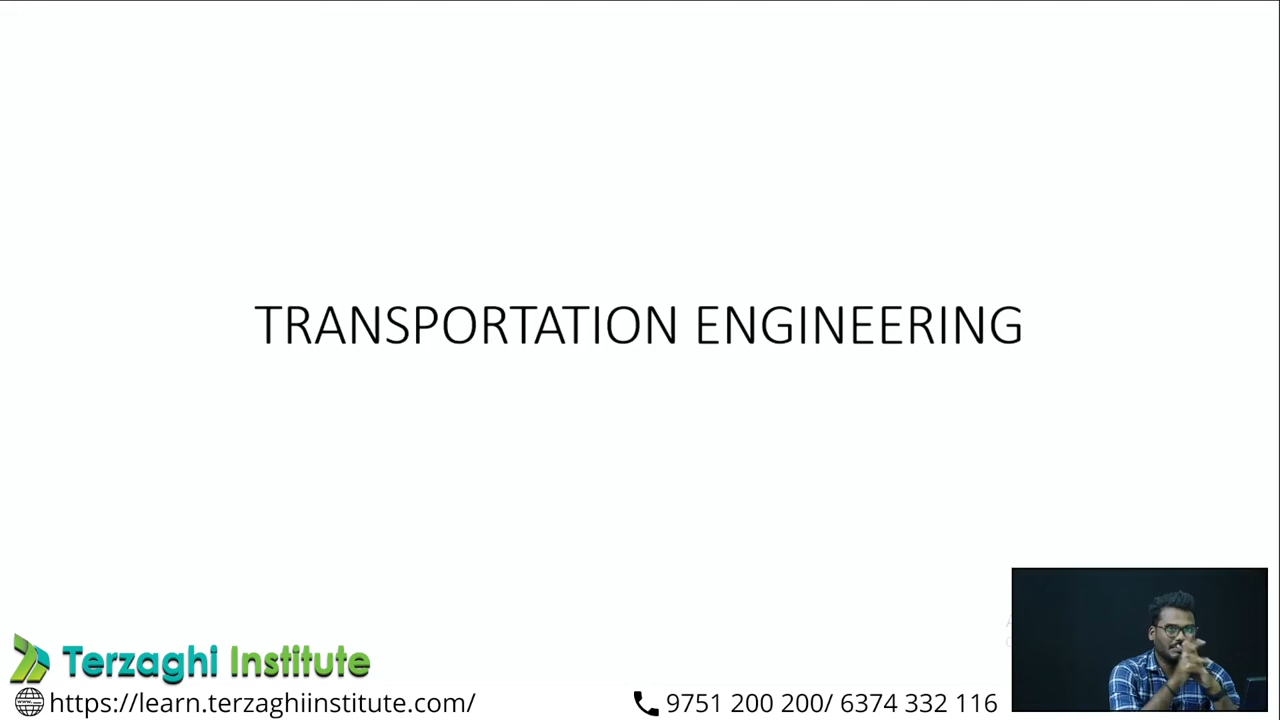 TRANSPORTATION ENGINEERING
Terzaghi Institute
https://learn.terzaghiinstitute.com/
9751 200 200/ 6374 332 116